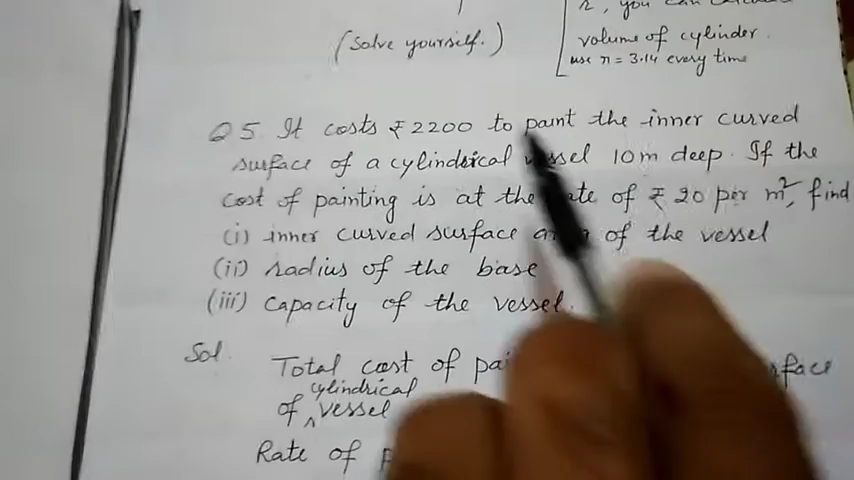 (Solve yourself.)
r, you can
volume of cylinder.
use π = 3.14 every time
Q5 It costs ₹2200 to paint the inner curved
surface of a cylindrical vessel 10m deep. If the
cost of painting is at the rate of ₹ 20 per m², find
(i) inner curved surface area of the vessel
(ii) radius of the base
(iii) capacity of the vessel.
Sol. Total cost of
cylindrical
of ^ vessel
Rate of